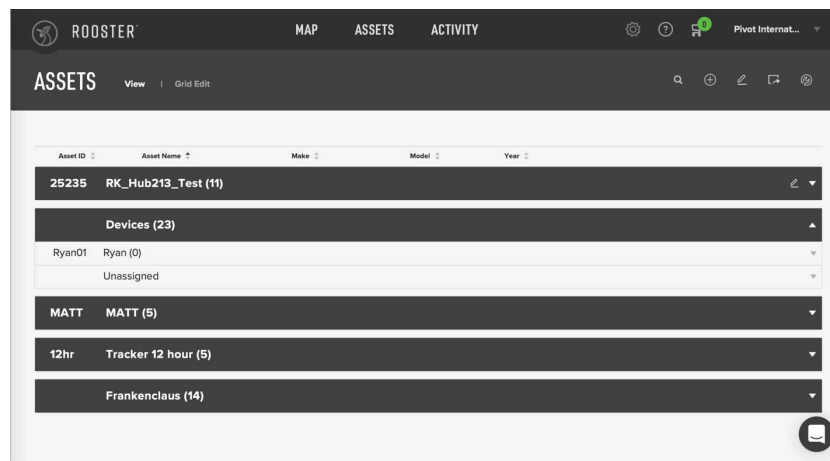 ROOSTER
MAP ASSETS ACTIVITY 0 Pivot Internat...
ASSETS View | Grid Edit
Asset ID Asset Name Make Model Year
25235 RK_Hub213_Test (11)
Devices (23)
Ryan01 Ryan (0)
Unassigned
MATT MATT (5)
12hr Tracker 12 hour (5)
Frankenclaus (14)